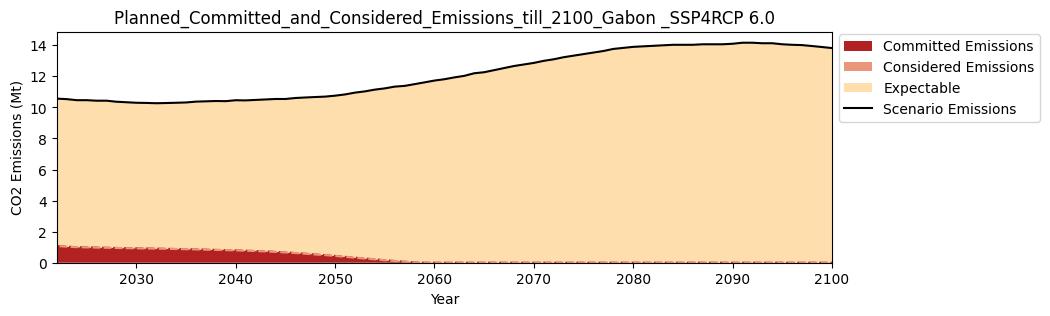 Planned_Committed_and_Considered_Emissions_till_2100_Gabon _SSP4RCP 6.0
14
12
10
8
6
4
2
0
CO2 Emissions (Mt)
2030
2040
2050
2060
2070
2080
2090
2100
Year
Committed Emissions
Considered Emissions
Expectable
Scenario Emissions